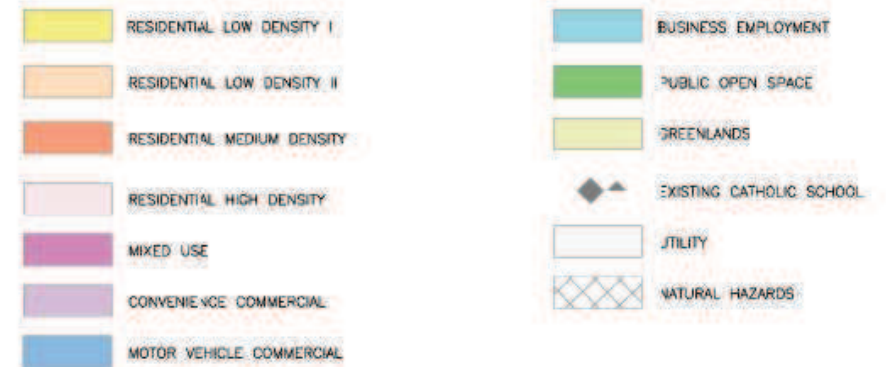 RESIDENTIAL LOW DENSITY I
RESIDENTIAL LOW DENSITY II
RESIDENTIAL MEDIUM DENSITY
RESIDENTIAL HIGH DENSITY
MIXED USE
CONVENIENCE COMMERCIAL
MOTOR VEHICLE COMMERCIAL
BUSINESS EMPLOYMENT
PUBLIC OPEN SPACE
GREENLANDS
EXISTING CATHOLIC SCHOOL
UTILITY
NATURAL HAZARDS